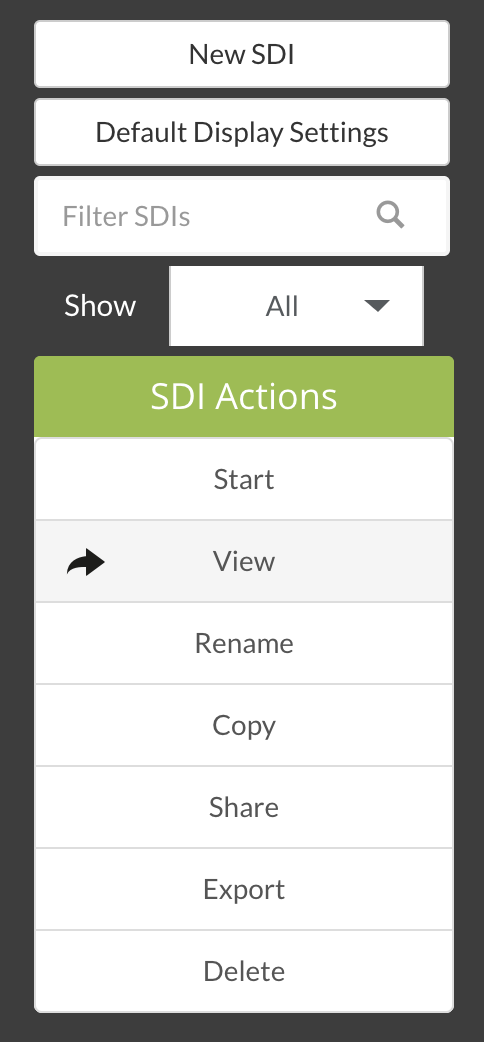 New SDI
Default Display Settings
Filter SDIs
Show All
SDI Actions
Start
View
Rename
Copy
Share
Export
Delete